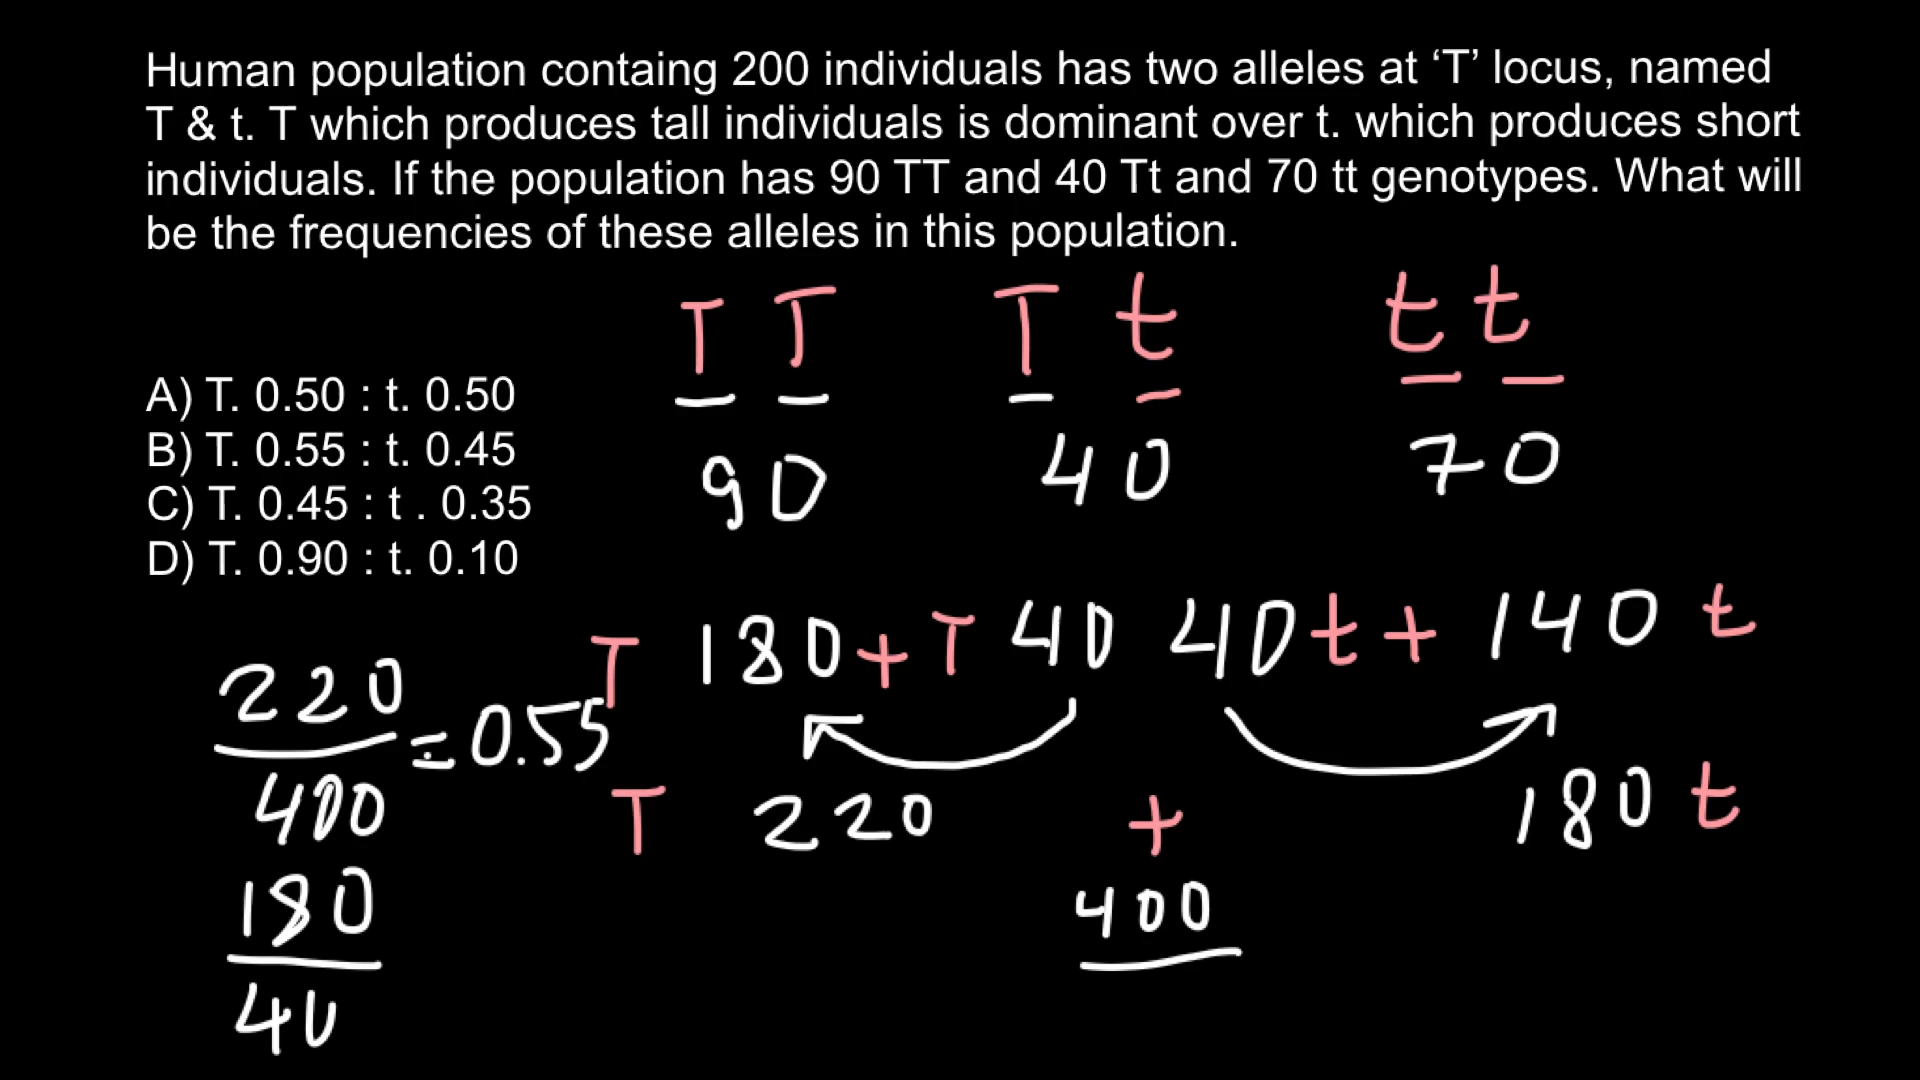 Human population containg 200 individuals has two alleles at ‘T’ locus, named
T & t. T which produces tall individuals is dominant over t. which produces short
individuals. If the population has 90 TT and 40 Tt and 70 tt genotypes. What will
be the frequencies of these alleles in this population.
T T T t t t
90 40 70
A) T. 0.50 : t. 0.50
B) T. 0.55 : t. 0.45
C) T. 0.45 : t . 0.35
D) T. 0.90 : t. 0.10
T 180 + T 40 40 t + 140 t
T 220 + 180 t
400
220
= 0.55
400
180
40